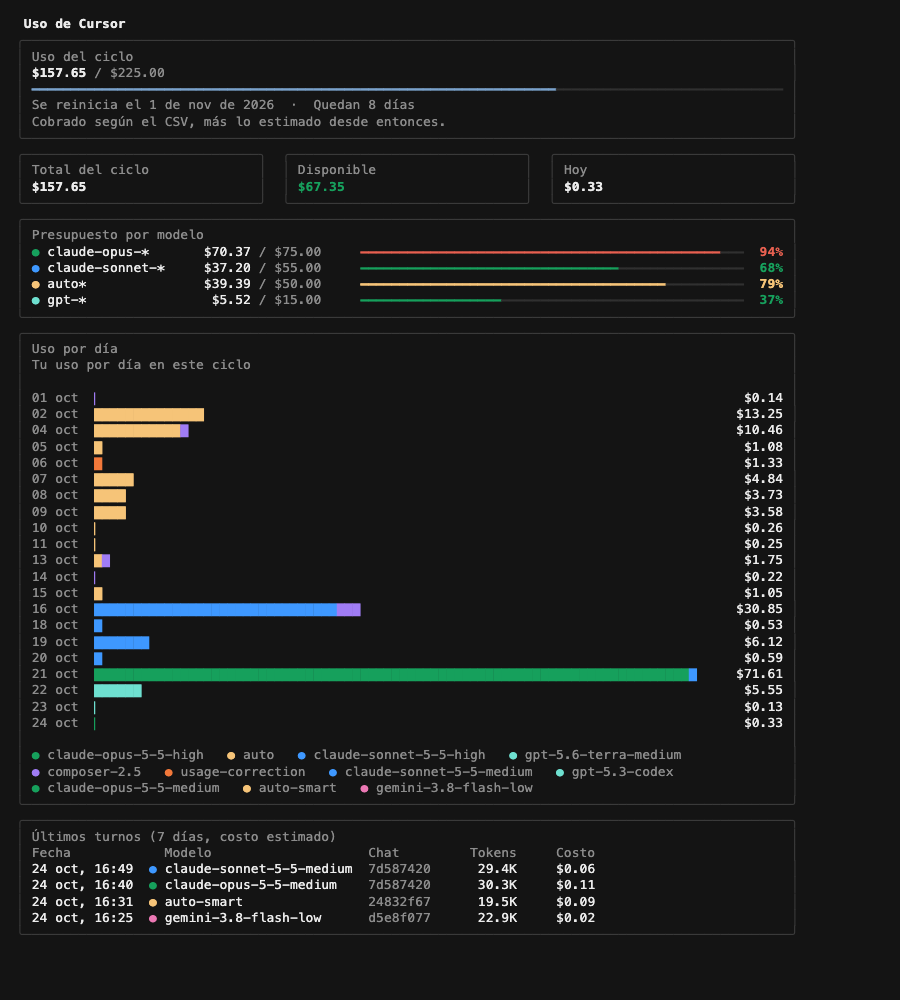 Uso de Cursor
Uso del ciclo
$157.65 / $225.00
Se reinicia el 1 de nov de 2026 · Quedan 8 días
Cobrado según el CSV, más lo estimado desde entonces.
Total del ciclo
$157.65
Disponible
$67.35
Hoy
$0.33
Presupuesto por modelo
claude-opus-* $70.37 / $75.00 94%
claude-sonnet-* $37.20 / $55.00 68%
auto* $39.39 / $50.00 79%
gpt-* $5.52 / $15.00 37%
Uso por día
Tu uso por día en este ciclo
01 oct $0.14
02 oct $13.25
04 oct $10.46
05 oct $1.08
06 oct $1.33
07 oct $4.84
08 oct $3.73
09 oct $3.58
10 oct $0.26
11 oct $0.25
13 oct $1.75
14 oct $0.22
15 oct $1.05
16 oct $30.85
18 oct $0.53
19 oct $6.12
20 oct $0.59
21 oct $71.61
22 oct $5.55
23 oct $0.13
24 oct $0.33
claude-opus-5-5-high auto claude-sonnet-5-5-high gpt-5.6-terra-medium
composer-2.5 usage-correction claude-sonnet-5-5-medium gpt-5.3-codex
claude-opus-5-5-medium auto-smart gemini-3.8-flash-low
Últimos turnos (7 días, costo estimado)
Fecha Modelo Chat Tokens Costo
24 oct, 16:49 claude-sonnet-5-5-medium 7d587420 29.4K $0.06
24 oct, 16:40 claude-opus-5-5-medium 7d587420 30.3K $0.11
24 oct, 16:31 auto-smart 24832f67 19.5K $0.09
24 oct, 16:25 gemini-3.8-flash-low d5e8f077 22.9K $0.02